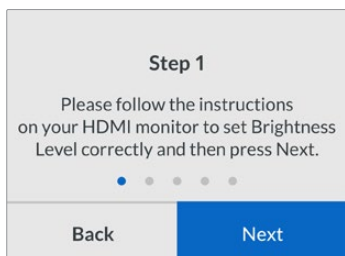 Step 1
Please follow the instructions
on your HDMI monitor to set Brightness
Level correctly and then press Next.
Back
Next